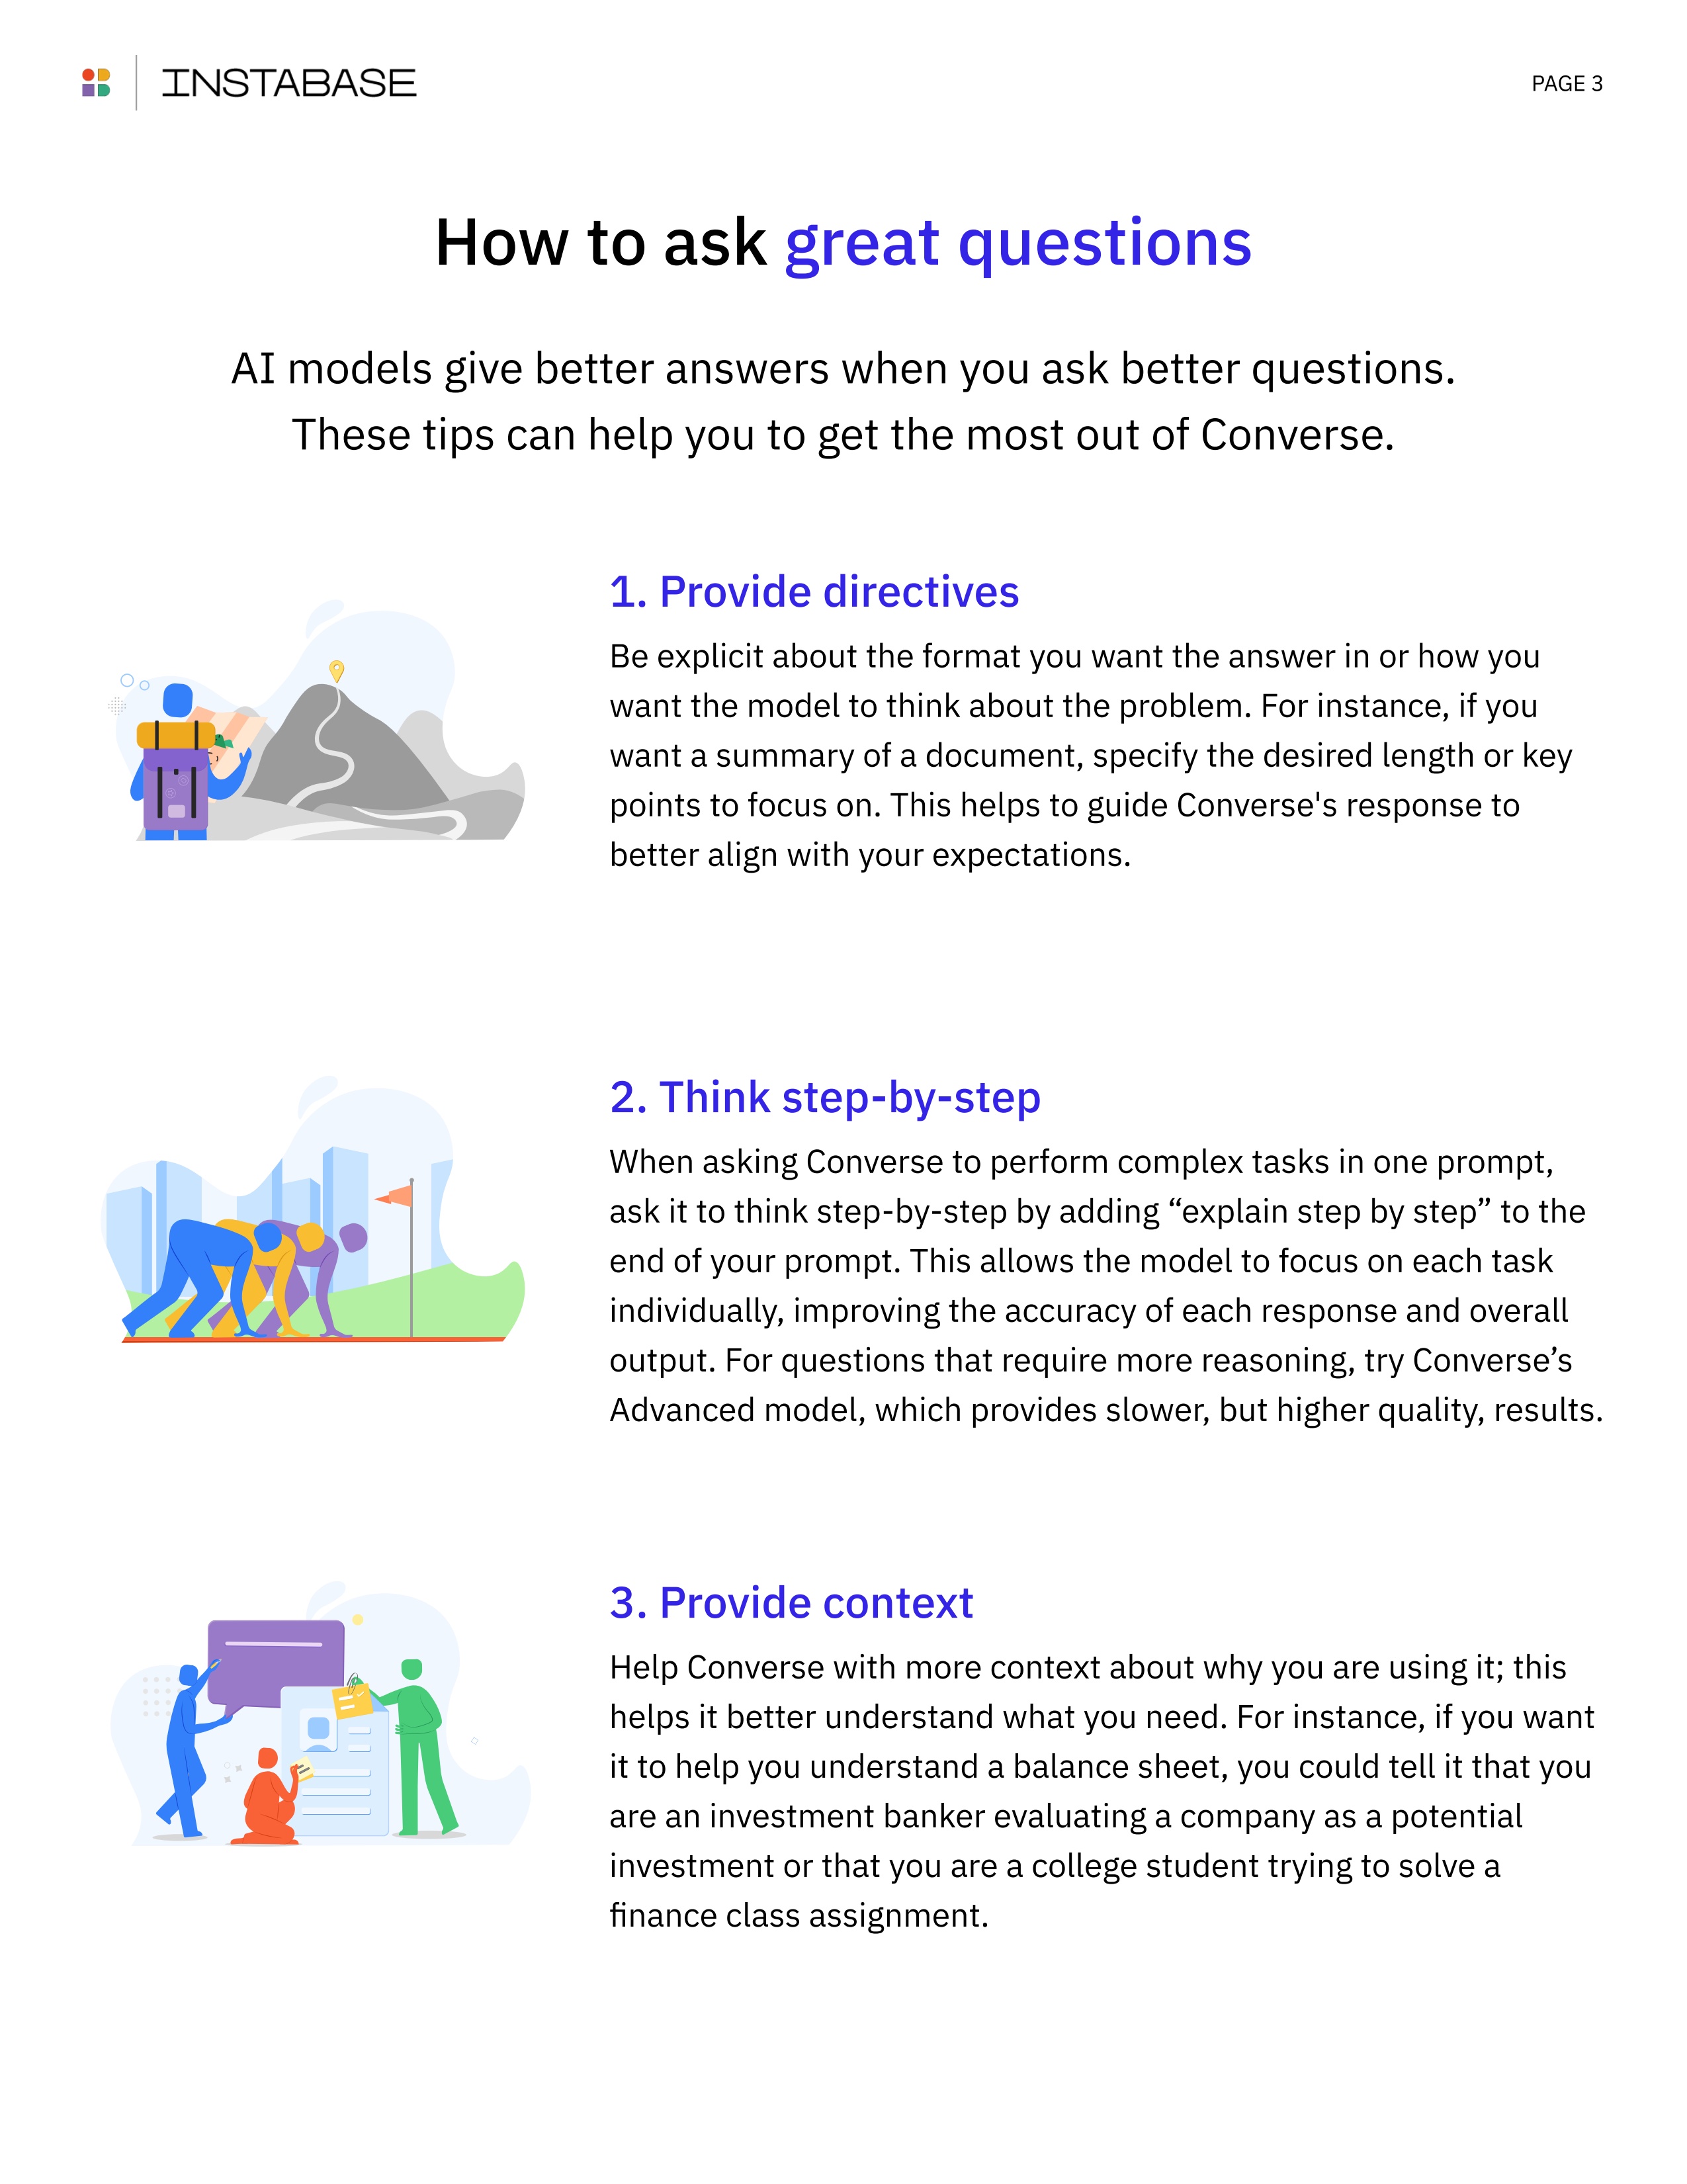 INSTABASE
PAGE 3
How to ask great questions
AI models give better answers when you ask better questions.
These tips can help you to get the most out of Converse.
1. Provide directives
Be explicit about the format you want the answer in or how you
want the model to think about the problem. For instance, if you
want a summary of a document, specify the desired length or key
points to focus on. This helps to guide Converse's response to
better align with your expectations.
2. Think step-by-step
When asking Converse to perform complex tasks in one prompt,
ask it to think step-by-step by adding “explain step by step” to the
end of your prompt. This allows the model to focus on each task
individually, improving the accuracy of each response and overall
output. For questions that require more reasoning, try Converse’s
Advanced model, which provides slower, but higher quality, results.
3. Provide context
Help Converse with more context about why you are using it; this
helps it better understand what you need. For instance, if you want
it to help you understand a balance sheet, you could tell it that you
are an investment banker evaluating a company as a potential
investment or that you are a college student trying to solve a
finance class assignment.